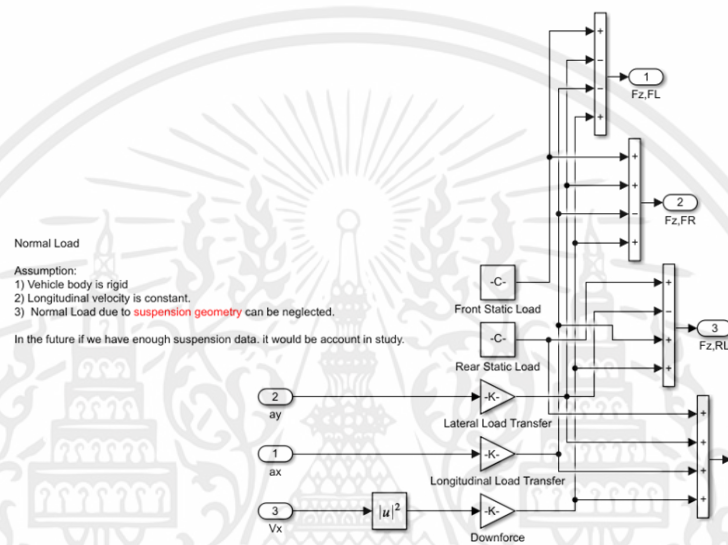 Normal Load
Assumption:
1) Vehicle body is rigid
2) Longitudinal velocity is constant.
3) Normal Load due to suspension geometry can be neglected.
In the future if we have enough suspension data. it would be account in study.
+
−
−
+
1
Fz,FL
+
+
−
+
2
Fz,FR
-C-
Front Static Load
+
−
+
+
3
Fz,RL
-C-
Rear Static Load
2
ay
-K-
Lateral Load Transfer
1
ax
-K-
Longitudinal Load Transfer
+
+
+
+
3
Vx
|u|²
-K-
Downforce